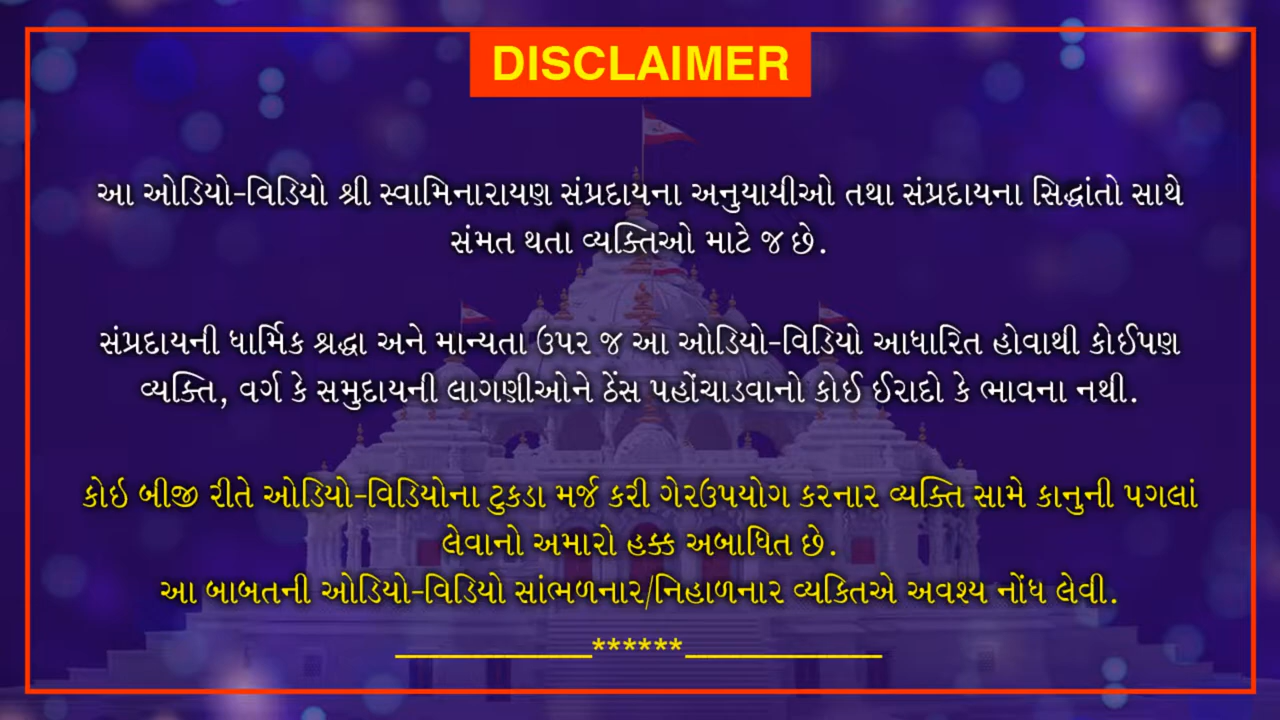 DISCLAIMER
આ ઓડિયો-વિડિયો શ્રી સ્વામિનારાયણ સંપ્રદાયના અનુયાયીઓ તથા સંપ્રદાયના સિદ્ધાંતો સાથે
સંમત થતા વ્યક્તિઓ માટે જ છે.
સંપ્રદાયની ધાર્મિક શ્રદ્ધા અને માન્યતા ઉપર જ આ ઓડિયો-વિડિયો આધારિત હોવાથી કોઈપણ
વ્યક્તિ, વર્ગ કે સમુદાયની લાગણીઓને ઠેંસ પહોંચાડવાનો કોઈ ઈરાદો કે ભાવના નથી.
કોઇ બીજી રીતે ઓડિયો-વિડિયોના ટુકડા મર્જ કરી ગેરઉપયોગ કરનાર વ્યક્તિ સામે કાનુની પગલાં
લેવાનો અમારો હક્ક અબાધિત છે.
આ બાબતની ઓડિયો-વિડિયો સાંભળનાર/નિહાળનાર વ્યકિતએ અવશ્ય નોંધ લેવી.
______________******______________